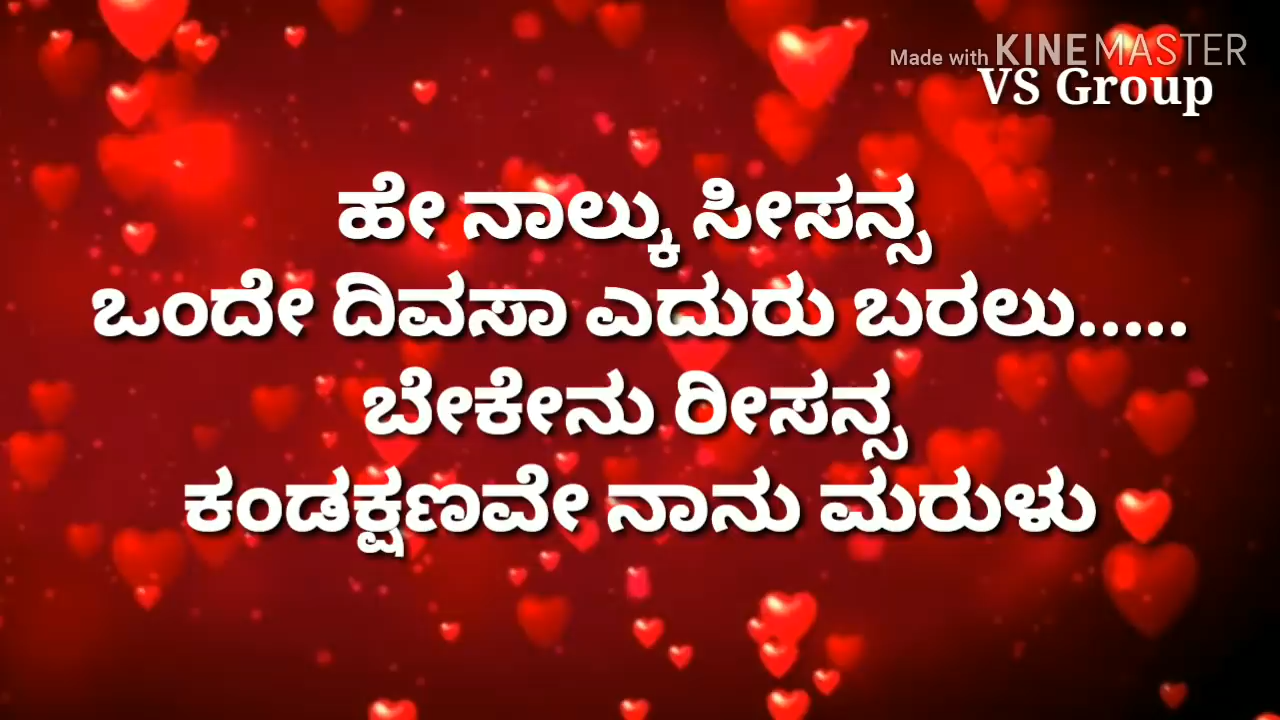 Made with KINEMASTER
VS Group
ಹೇ ನಾಲ್ಕು ಸೀಸನ್ಸ
ಒಂದೇ ದಿವಸಾ ಎದುರು ಬರಲು.....
ಬೇಕೇನು ರೀಸನ್ಸ
ಕಂಡಕ್ಷಣವೇ ನಾನು ಮರುಳು